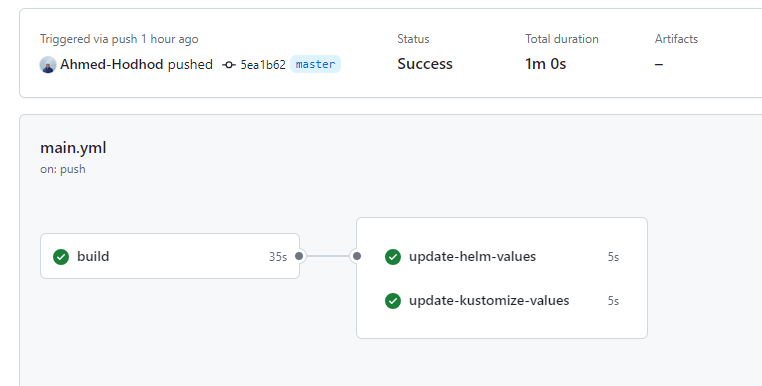 Triggered via push 1 hour ago
Ahmed-Hodhod pushed 5ea1b62 master
Status
Success
Total duration
1m 0s
Artifacts
–
main.yml
on: push
build 35s
update-helm-values 5s
update-kustomize-values 5s